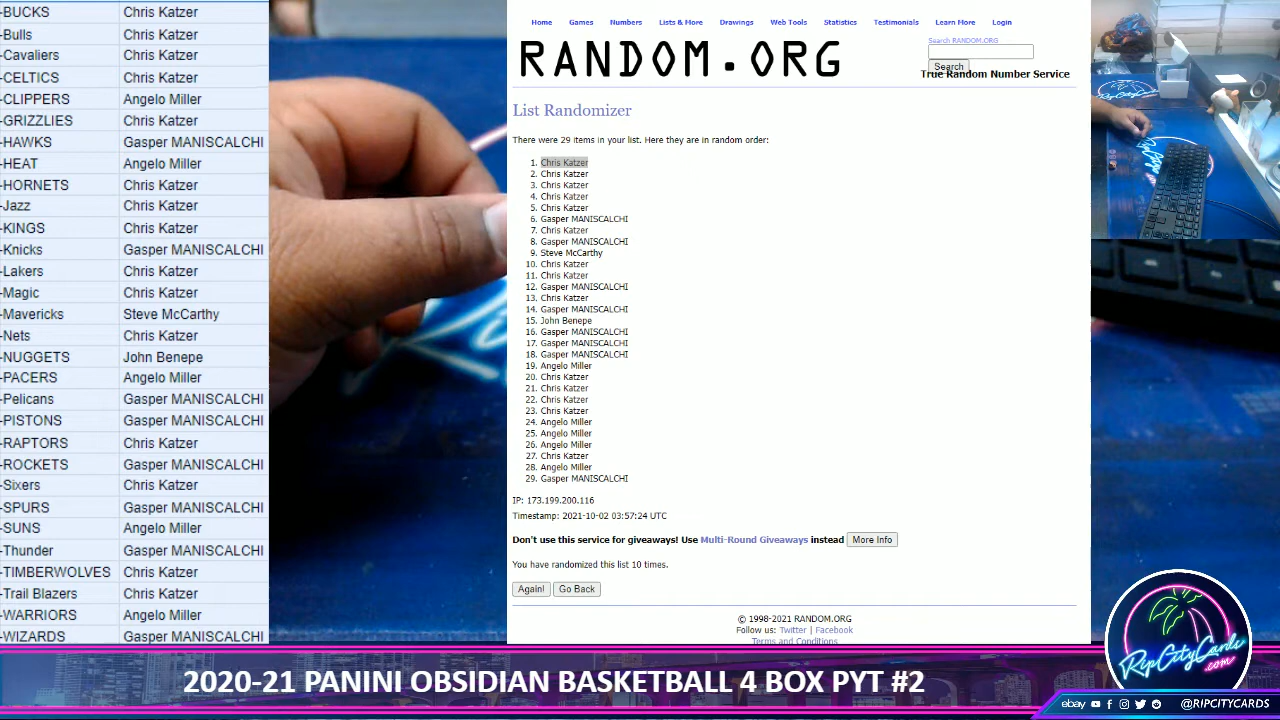 -BUCKS Chris Katzer
-Bulls Chris Katzer
-Cavaliers Chris Katzer
-CELTICS Chris Katzer
-CLIPPERS Angelo Miller
-GRIZZLIES Chris Katzer
-HAWKS Gasper MANISCALCHI
-HEAT Angelo Miller
-HORNETS Chris Katzer
-Jazz Chris Katzer
-KINGS Chris Katzer
-Knicks Gasper MANISCALCHI
-Lakers Chris Katzer
-Magic Chris Katzer
-Mavericks Steve McCarthy
-Nets Chris Katzer
-NUGGETS John Benepe
-PACERS Angelo Miller
-Pelicans Gasper MANISCALCHI
-PISTONS Gasper MANISCALCHI
-RAPTORS Chris Katzer
-ROCKETS Gasper MANISCALCHI
-Sixers Chris Katzer
-SPURS Gasper MANISCALCHI
-SUNS Angelo Miller
-Thunder Gasper MANISCALCHI
-TIMBERWOLVES Chris Katzer
-Trail Blazers Chris Katzer
-WARRIORS Angelo Miller
-WIZARDS Gasper MANISCALCHI
Home Games Numbers Lists & More Drawings Web Tools Statistics Testimonials Learn More Login
RANDOM.ORG
Search RANDOM.ORG
Search
True Random Number Service
List Randomizer
There were 29 items in your list. Here they are in random order:
1. Chris Katzer
2. Chris Katzer
3. Chris Katzer
4. Chris Katzer
5. Chris Katzer
6. Gasper MANISCALCHI
7. Chris Katzer
8. Gasper MANISCALCHI
9. Steve McCarthy
10. Chris Katzer
11. Chris Katzer
12. Gasper MANISCALCHI
13. Chris Katzer
14. Gasper MANISCALCHI
15. John Benepe
16. Gasper MANISCALCHI
17. Gasper MANISCALCHI
18. Gasper MANISCALCHI
19. Angelo Miller
20. Chris Katzer
21. Chris Katzer
22. Chris Katzer
23. Chris Katzer
24. Angelo Miller
25. Angelo Miller
26. Angelo Miller
27. Chris Katzer
28. Angelo Miller
29. Gasper MANISCALCHI
IP: 173.199.200.116
Timestamp: 2021-10-02 03:57:24 UTC
Don't use this service for giveaways! Use Multi-Round Giveaways instead More Info
You have randomized this list 10 times.
Again! Go Back
© 1998-2021 RANDOM.ORG
Follow us: Twitter | Facebook
Terms and Conditions
2020-21 PANINI OBSIDIAN BASKETBALL 4 BOX PYT #2
RipCityCards
.com
ebay @RIPCITYCARDS